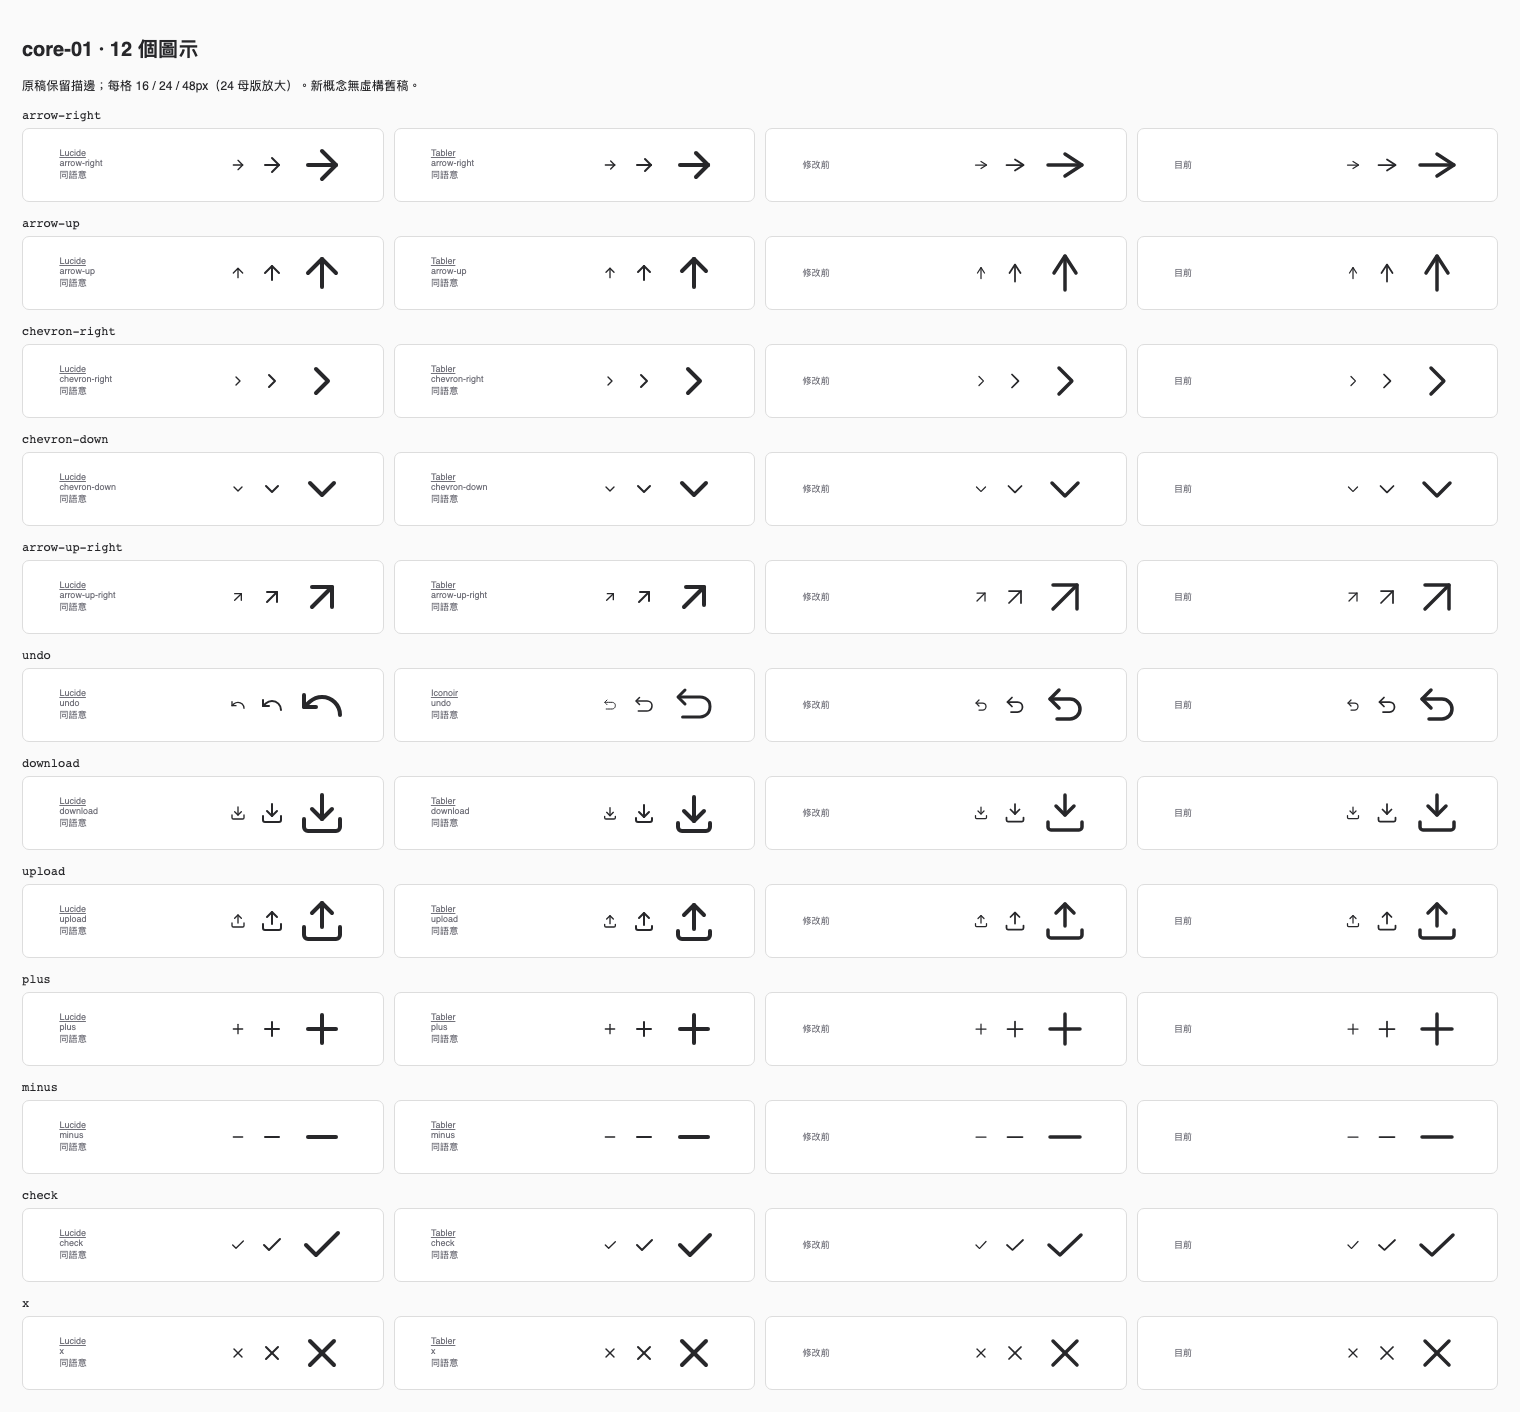 core-01 · 12 個圖示
原稿保留描邊；每格 16 / 24 / 48px（24 母版放大）。新概念無虛構舊稿。
arrow-right
Lucide
arrow-right
同語意
Tabler
arrow-right
同語意
修改前
目前
arrow-up
Lucide
arrow-up
同語意
Tabler
arrow-up
同語意
修改前
目前
chevron-right
Lucide
chevron-right
同語意
Tabler
chevron-right
同語意
修改前
目前
chevron-down
Lucide
chevron-down
同語意
Tabler
chevron-down
同語意
修改前
目前
arrow-up-right
Lucide
arrow-up-right
同語意
Tabler
arrow-up-right
同語意
修改前
目前
undo
Lucide
undo
同語意
Iconoir
undo
同語意
修改前
目前
download
Lucide
download
同語意
Tabler
download
同語意
修改前
目前
upload
Lucide
upload
同語意
Tabler
upload
同語意
修改前
目前
plus
Lucide
plus
同語意
Tabler
plus
同語意
修改前
目前
minus
Lucide
minus
同語意
Tabler
minus
同語意
修改前
目前
check
Lucide
check
同語意
Tabler
check
同語意
修改前
目前
x
Lucide
x
同語意
Tabler
x
同語意
修改前
目前